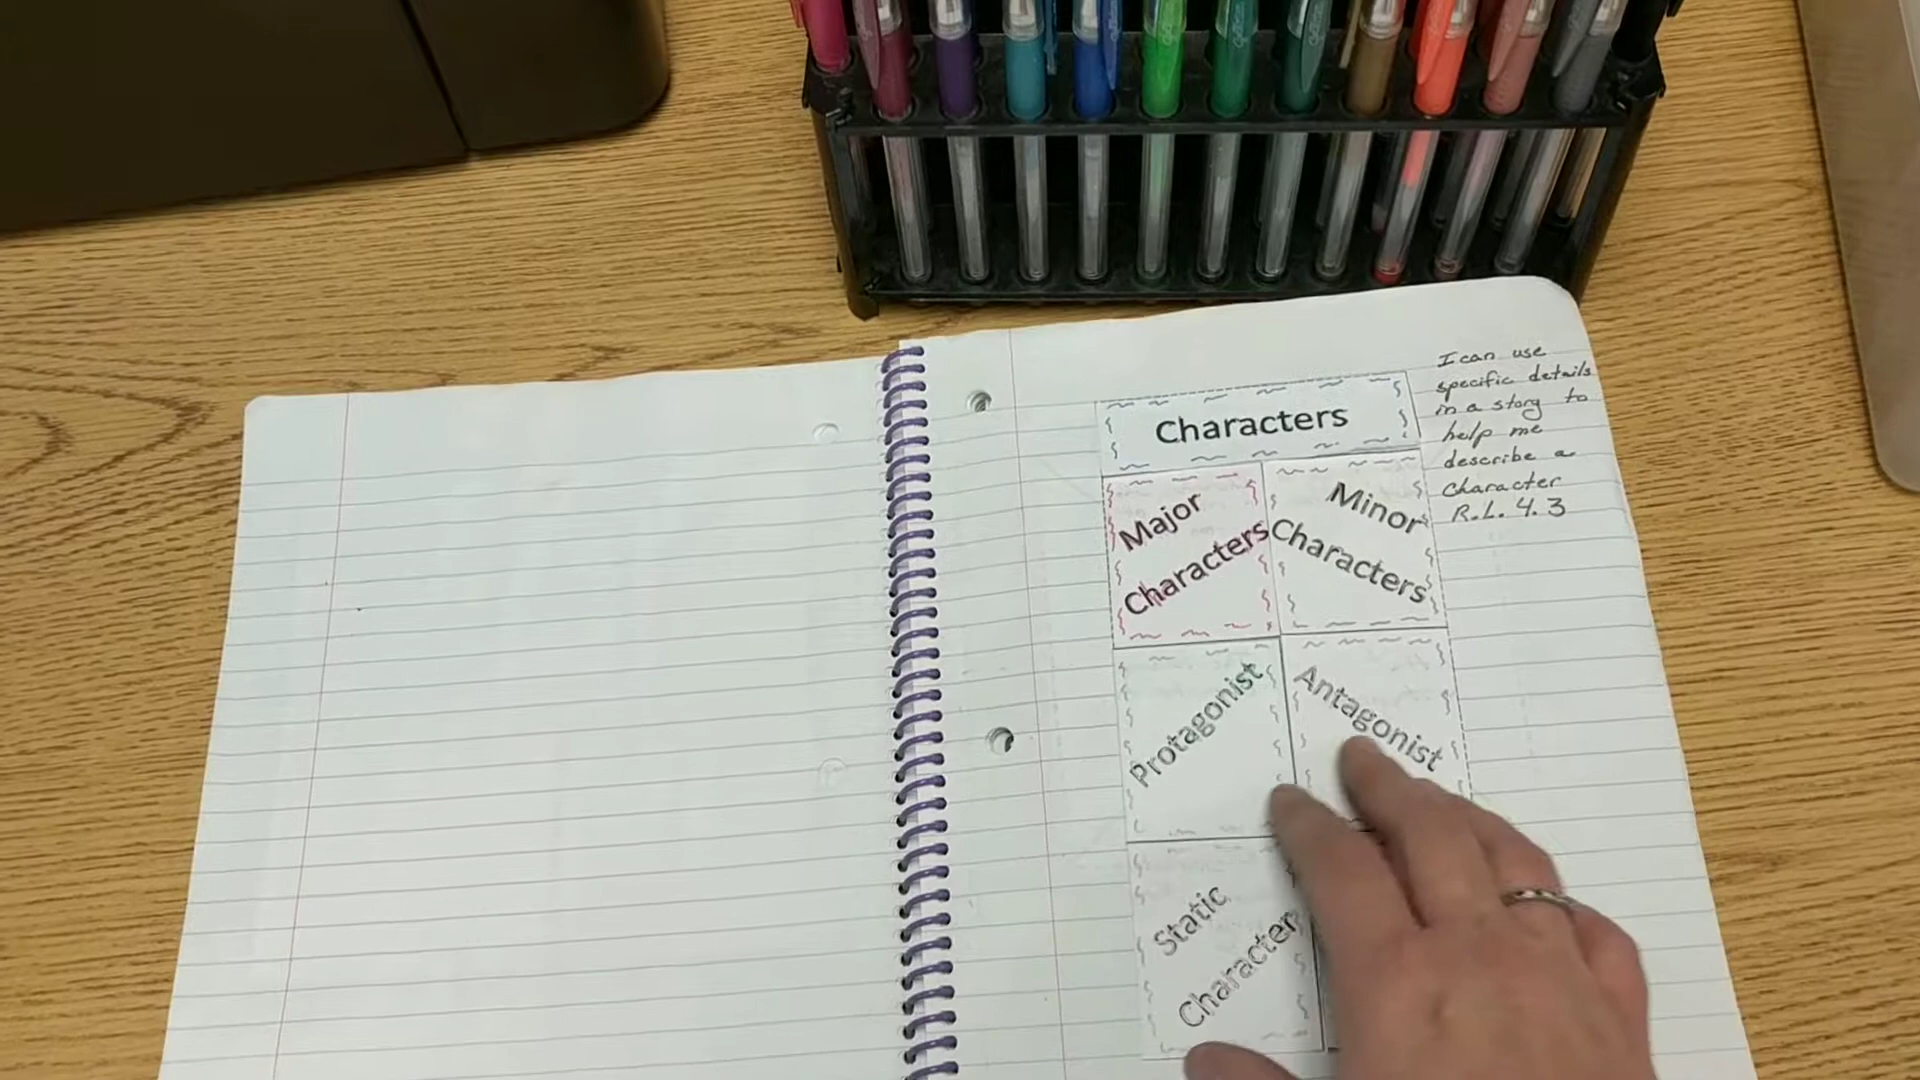 Characters
I can use
specific details
in a story to
help me
describe a
character
R.L. 4.3
Major
Characters
Minor
Characters
Protagonist
Antagonist
Static
Character